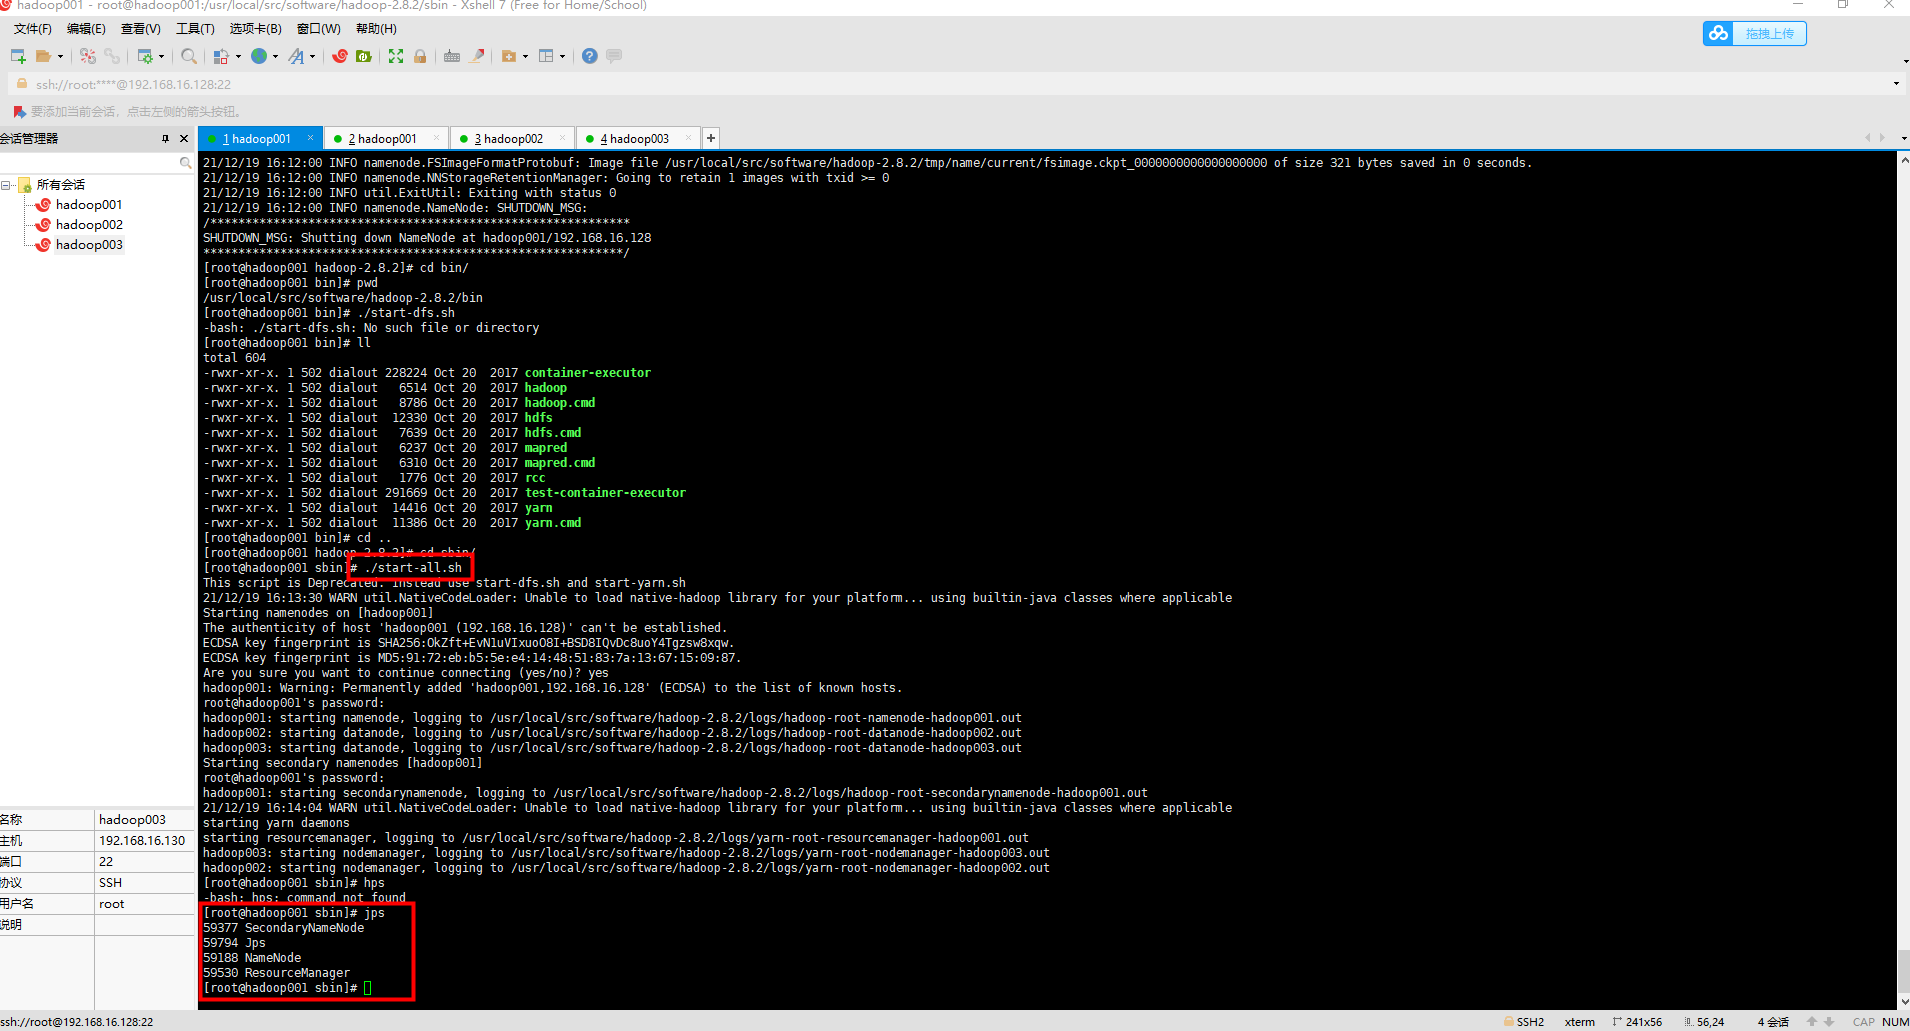 hadoop001 - root@hadoop001:/usr/local/src/software/hadoop-2.8.2/sbin - Xshell 7 (Free for Home/School)
文件(F) 编辑(E) 查看(V) 工具(T) 选项卡(B) 窗口(W) 帮助(H)
拖拽上传
ssh://root:****@192.168.16.128:22
要添加当前会话，点击左侧的箭头按钮。
会话管理器
1 hadoop001 2 hadoop001 3 hadoop002 4 hadoop003
所有会话
hadoop001
hadoop002
hadoop003
21/12/19 16:12:00 INFO namenode.FSImageFormatProtobuf: Image file /usr/local/src/software/hadoop-2.8.2/tmp/name/current/fsimage.ckpt_0000000000000000000 of size 321 bytes saved in 0 seconds.
21/12/19 16:12:00 INFO namenode.NNStorageRetentionManager: Going to retain 1 images with txid >= 0
21/12/19 16:12:00 INFO util.ExitUtil: Exiting with status 0
21/12/19 16:12:00 INFO namenode.NameNode: SHUTDOWN_MSG:
/************************************************************
SHUTDOWN_MSG: Shutting down NameNode at hadoop001/192.168.16.128
************************************************************/
[root@hadoop001 hadoop-2.8.2]# cd bin/
[root@hadoop001 bin]# pwd
/usr/local/src/software/hadoop-2.8.2/bin
[root@hadoop001 bin]# ./start-dfs.sh
-bash: ./start-dfs.sh: No such file or directory
[root@hadoop001 bin]# ll
total 604
-rwxr-xr-x. 1 502 dialout 228224 Oct 20  2017 container-executor
-rwxr-xr-x. 1 502 dialout   6514 Oct 20  2017 hadoop
-rwxr-xr-x. 1 502 dialout   8786 Oct 20  2017 hadoop.cmd
-rwxr-xr-x. 1 502 dialout  12330 Oct 20  2017 hdfs
-rwxr-xr-x. 1 502 dialout   7639 Oct 20  2017 hdfs.cmd
-rwxr-xr-x. 1 502 dialout   6237 Oct 20  2017 mapred
-rwxr-xr-x. 1 502 dialout   6310 Oct 20  2017 mapred.cmd
-rwxr-xr-x. 1 502 dialout   1776 Oct 20  2017 rcc
-rwxr-xr-x. 1 502 dialout 291669 Oct 20  2017 test-container-executor
-rwxr-xr-x. 1 502 dialout  14416 Oct 20  2017 yarn
-rwxr-xr-x. 1 502 dialout  11386 Oct 20  2017 yarn.cmd
[root@hadoop001 bin]# cd ..
[root@hadoop001 hadoop-2.8.2]# cd sbin/
[root@hadoop001 sbin]# ./start-all.sh
This script is Deprecated. Instead use start-dfs.sh and start-yarn.sh
21/12/19 16:13:30 WARN util.NativeCodeLoader: Unable to load native-hadoop library for your platform... using builtin-java classes where applicable
Starting namenodes on [hadoop001]
The authenticity of host 'hadoop001 (192.168.16.128)' can't be established.
ECDSA key fingerprint is SHA256:OkZft+EvN1uVIxuoO8I+BSD8IQvDc8uoY4Tgzsw8xqw.
ECDSA key fingerprint is MD5:91:72:eb:b5:5e:e4:14:48:51:83:7a:13:67:15:09:87.
Are you sure you want to continue connecting (yes/no)? yes
hadoop001: Warning: Permanently added 'hadoop001,192.168.16.128' (ECDSA) to the list of known hosts.
root@hadoop001's password:
hadoop001: starting namenode, logging to /usr/local/src/software/hadoop-2.8.2/logs/hadoop-root-namenode-hadoop001.out
hadoop002: starting datanode, logging to /usr/local/src/software/hadoop-2.8.2/logs/hadoop-root-datanode-hadoop002.out
hadoop003: starting datanode, logging to /usr/local/src/software/hadoop-2.8.2/logs/hadoop-root-datanode-hadoop003.out
Starting secondary namenodes [hadoop001]
root@hadoop001's password:
hadoop001: starting secondarynamenode, logging to /usr/local/src/software/hadoop-2.8.2/logs/hadoop-root-secondarynamenode-hadoop001.out
21/12/19 16:14:04 WARN util.NativeCodeLoader: Unable to load native-hadoop library for your platform... using builtin-java classes where applicable
starting yarn daemons
starting resourcemanager, logging to /usr/local/src/software/hadoop-2.8.2/logs/yarn-root-resourcemanager-hadoop001.out
hadoop003: starting nodemanager, logging to /usr/local/src/software/hadoop-2.8.2/logs/yarn-root-nodemanager-hadoop003.out
hadoop002: starting nodemanager, logging to /usr/local/src/software/hadoop-2.8.2/logs/yarn-root-nodemanager-hadoop002.out
[root@hadoop001 sbin]# hps
-bash: hps: command not found
[root@hadoop001 sbin]# jps
59377 SecondaryNameNode
59794 Jps
59188 NameNode
59530 ResourceManager
[root@hadoop001 sbin]#
名称 hadoop003
主机 192.168.16.130
端口 22
协议 SSH
用户名 root
说明
ssh://root@192.168.16.128:22 SSH2 xterm 241x56 56,24 4 会话 CAP NUM